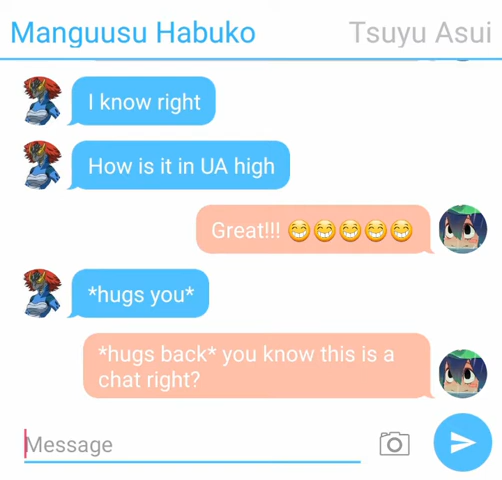 Manguusu Habuko Tsuyu Asui
I know right
How is it in UA high
Great!!! 😁😁😁😁😁
*hugs you*
*hugs back* you know this is a
chat right?
Message